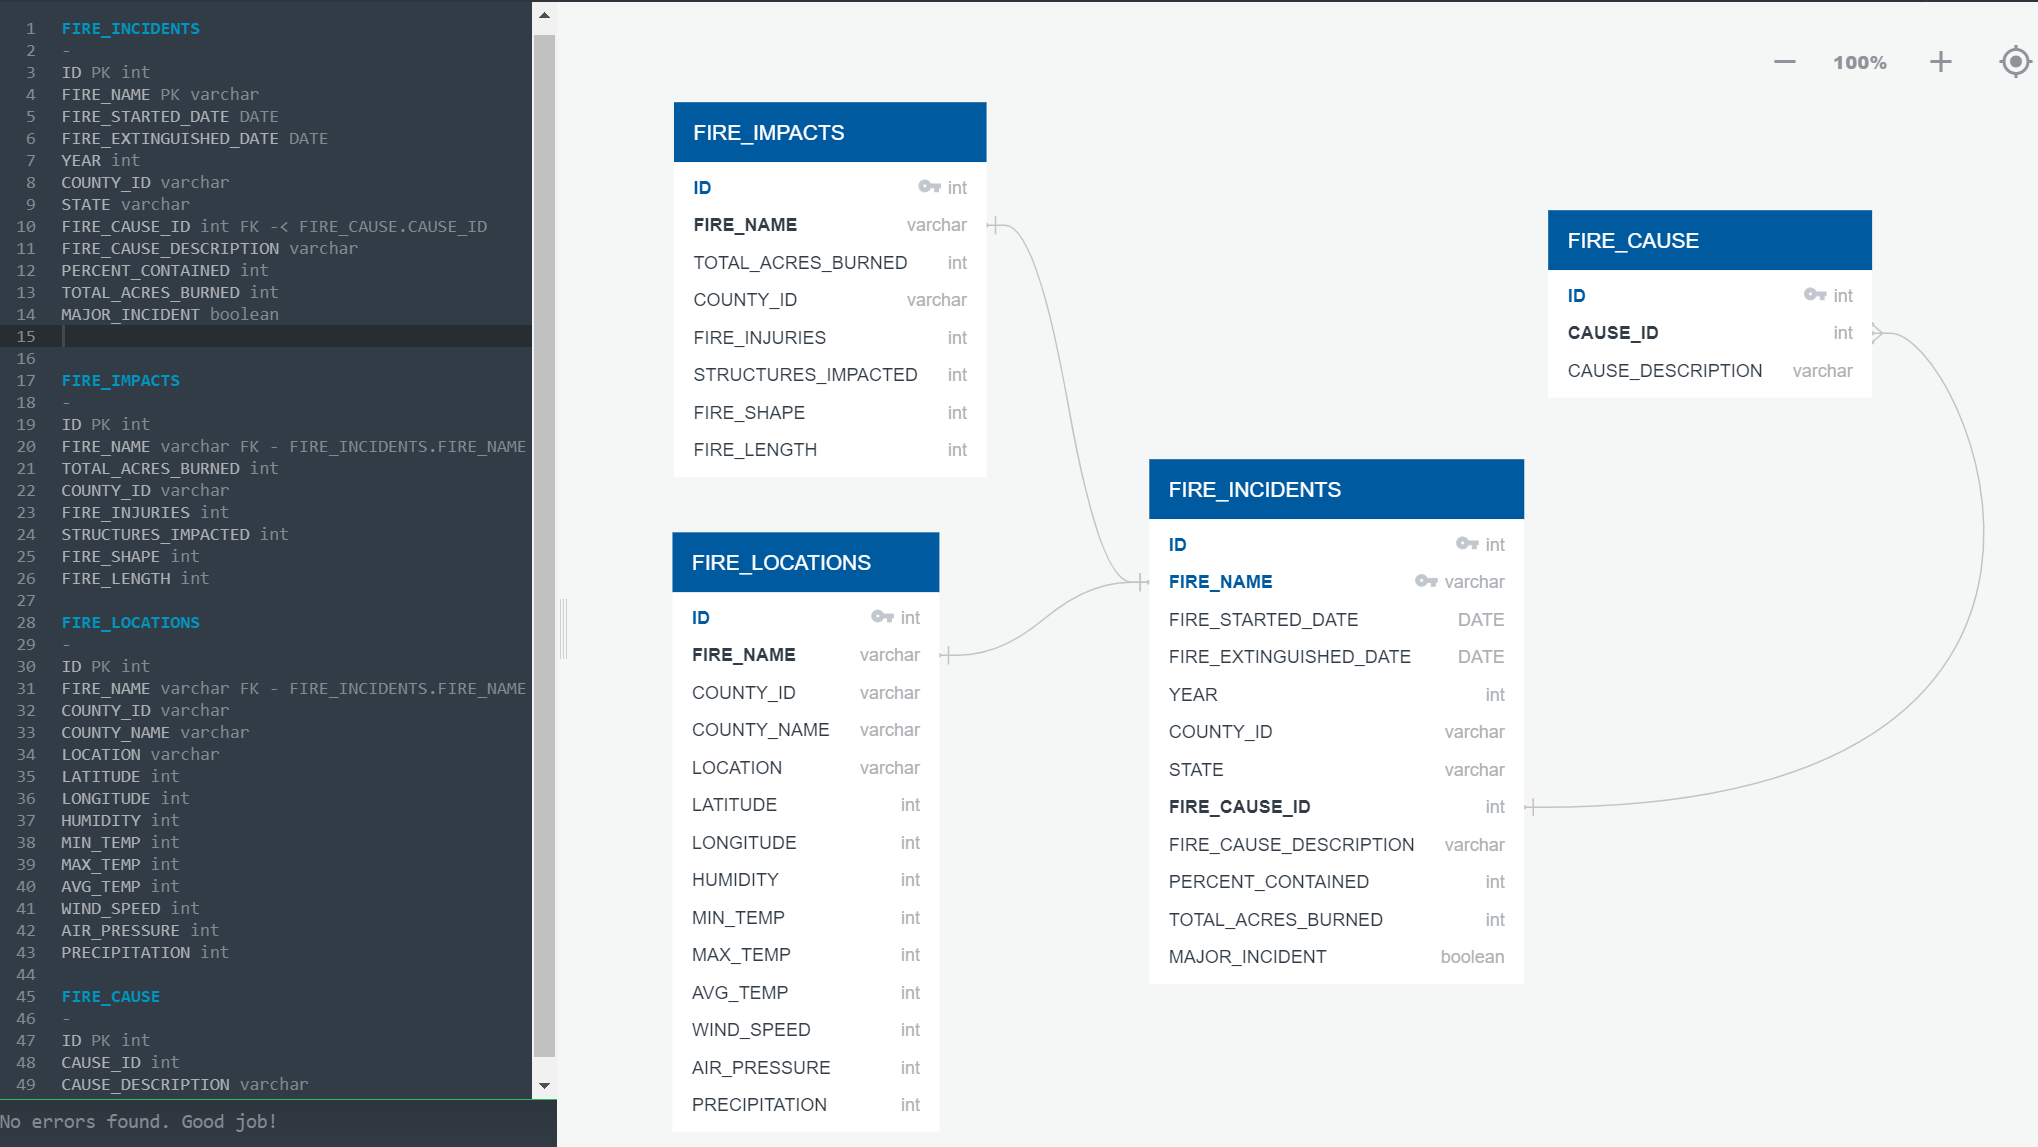 1 FIRE_INCIDENTS
2 -
3 ID PK int
4 FIRE_NAME PK varchar
5 FIRE_STARTED_DATE DATE
6 FIRE_EXTINGUISHED_DATE DATE
7 YEAR int
8 COUNTY_ID varchar
9 STATE varchar
10 FIRE_CAUSE_ID int FK -< FIRE_CAUSE.CAUSE_ID
11 FIRE_CAUSE_DESCRIPTION varchar
12 PERCENT_CONTAINED int
13 TOTAL_ACRES_BURNED int
14 MAJOR_INCIDENT boolean
15
16
17 FIRE_IMPACTS
18 -
19 ID PK int
20 FIRE_NAME varchar FK - FIRE_INCIDENTS.FIRE_NAME
21 TOTAL_ACRES_BURNED int
22 COUNTY_ID varchar
23 FIRE_INJURIES int
24 STRUCTURES_IMPACTED int
25 FIRE_SHAPE int
26 FIRE_LENGTH int
27
28 FIRE_LOCATIONS
29 -
30 ID PK int
31 FIRE_NAME varchar FK - FIRE_INCIDENTS.FIRE_NAME
32 COUNTY_ID varchar
33 COUNTY_NAME varchar
34 LOCATION varchar
35 LATITUDE int
36 LONGITUDE int
37 HUMIDITY int
38 MIN_TEMP int
39 MAX_TEMP int
40 AVG_TEMP int
41 WIND_SPEED int
42 AIR_PRESSURE int
43 PRECIPITATION int
44
45 FIRE_CAUSE
46 -
47 ID PK int
48 CAUSE_ID int
49 CAUSE_DESCRIPTION varchar
No errors found. Good job!
100%
FIRE_IMPACTS
ID int
FIRE_NAME varchar
TOTAL_ACRES_BURNED int
COUNTY_ID varchar
FIRE_INJURIES int
STRUCTURES_IMPACTED int
FIRE_SHAPE int
FIRE_LENGTH int
FIRE_LOCATIONS
ID int
FIRE_NAME varchar
COUNTY_ID varchar
COUNTY_NAME varchar
LOCATION varchar
LATITUDE int
LONGITUDE int
HUMIDITY int
MIN_TEMP int
MAX_TEMP int
AVG_TEMP int
WIND_SPEED int
AIR_PRESSURE int
PRECIPITATION int
FIRE_INCIDENTS
ID int
FIRE_NAME varchar
FIRE_STARTED_DATE DATE
FIRE_EXTINGUISHED_DATE DATE
YEAR int
COUNTY_ID varchar
STATE varchar
FIRE_CAUSE_ID int
FIRE_CAUSE_DESCRIPTION varchar
PERCENT_CONTAINED int
TOTAL_ACRES_BURNED int
MAJOR_INCIDENT boolean
FIRE_CAUSE
ID int
CAUSE_ID int
CAUSE_DESCRIPTION varchar